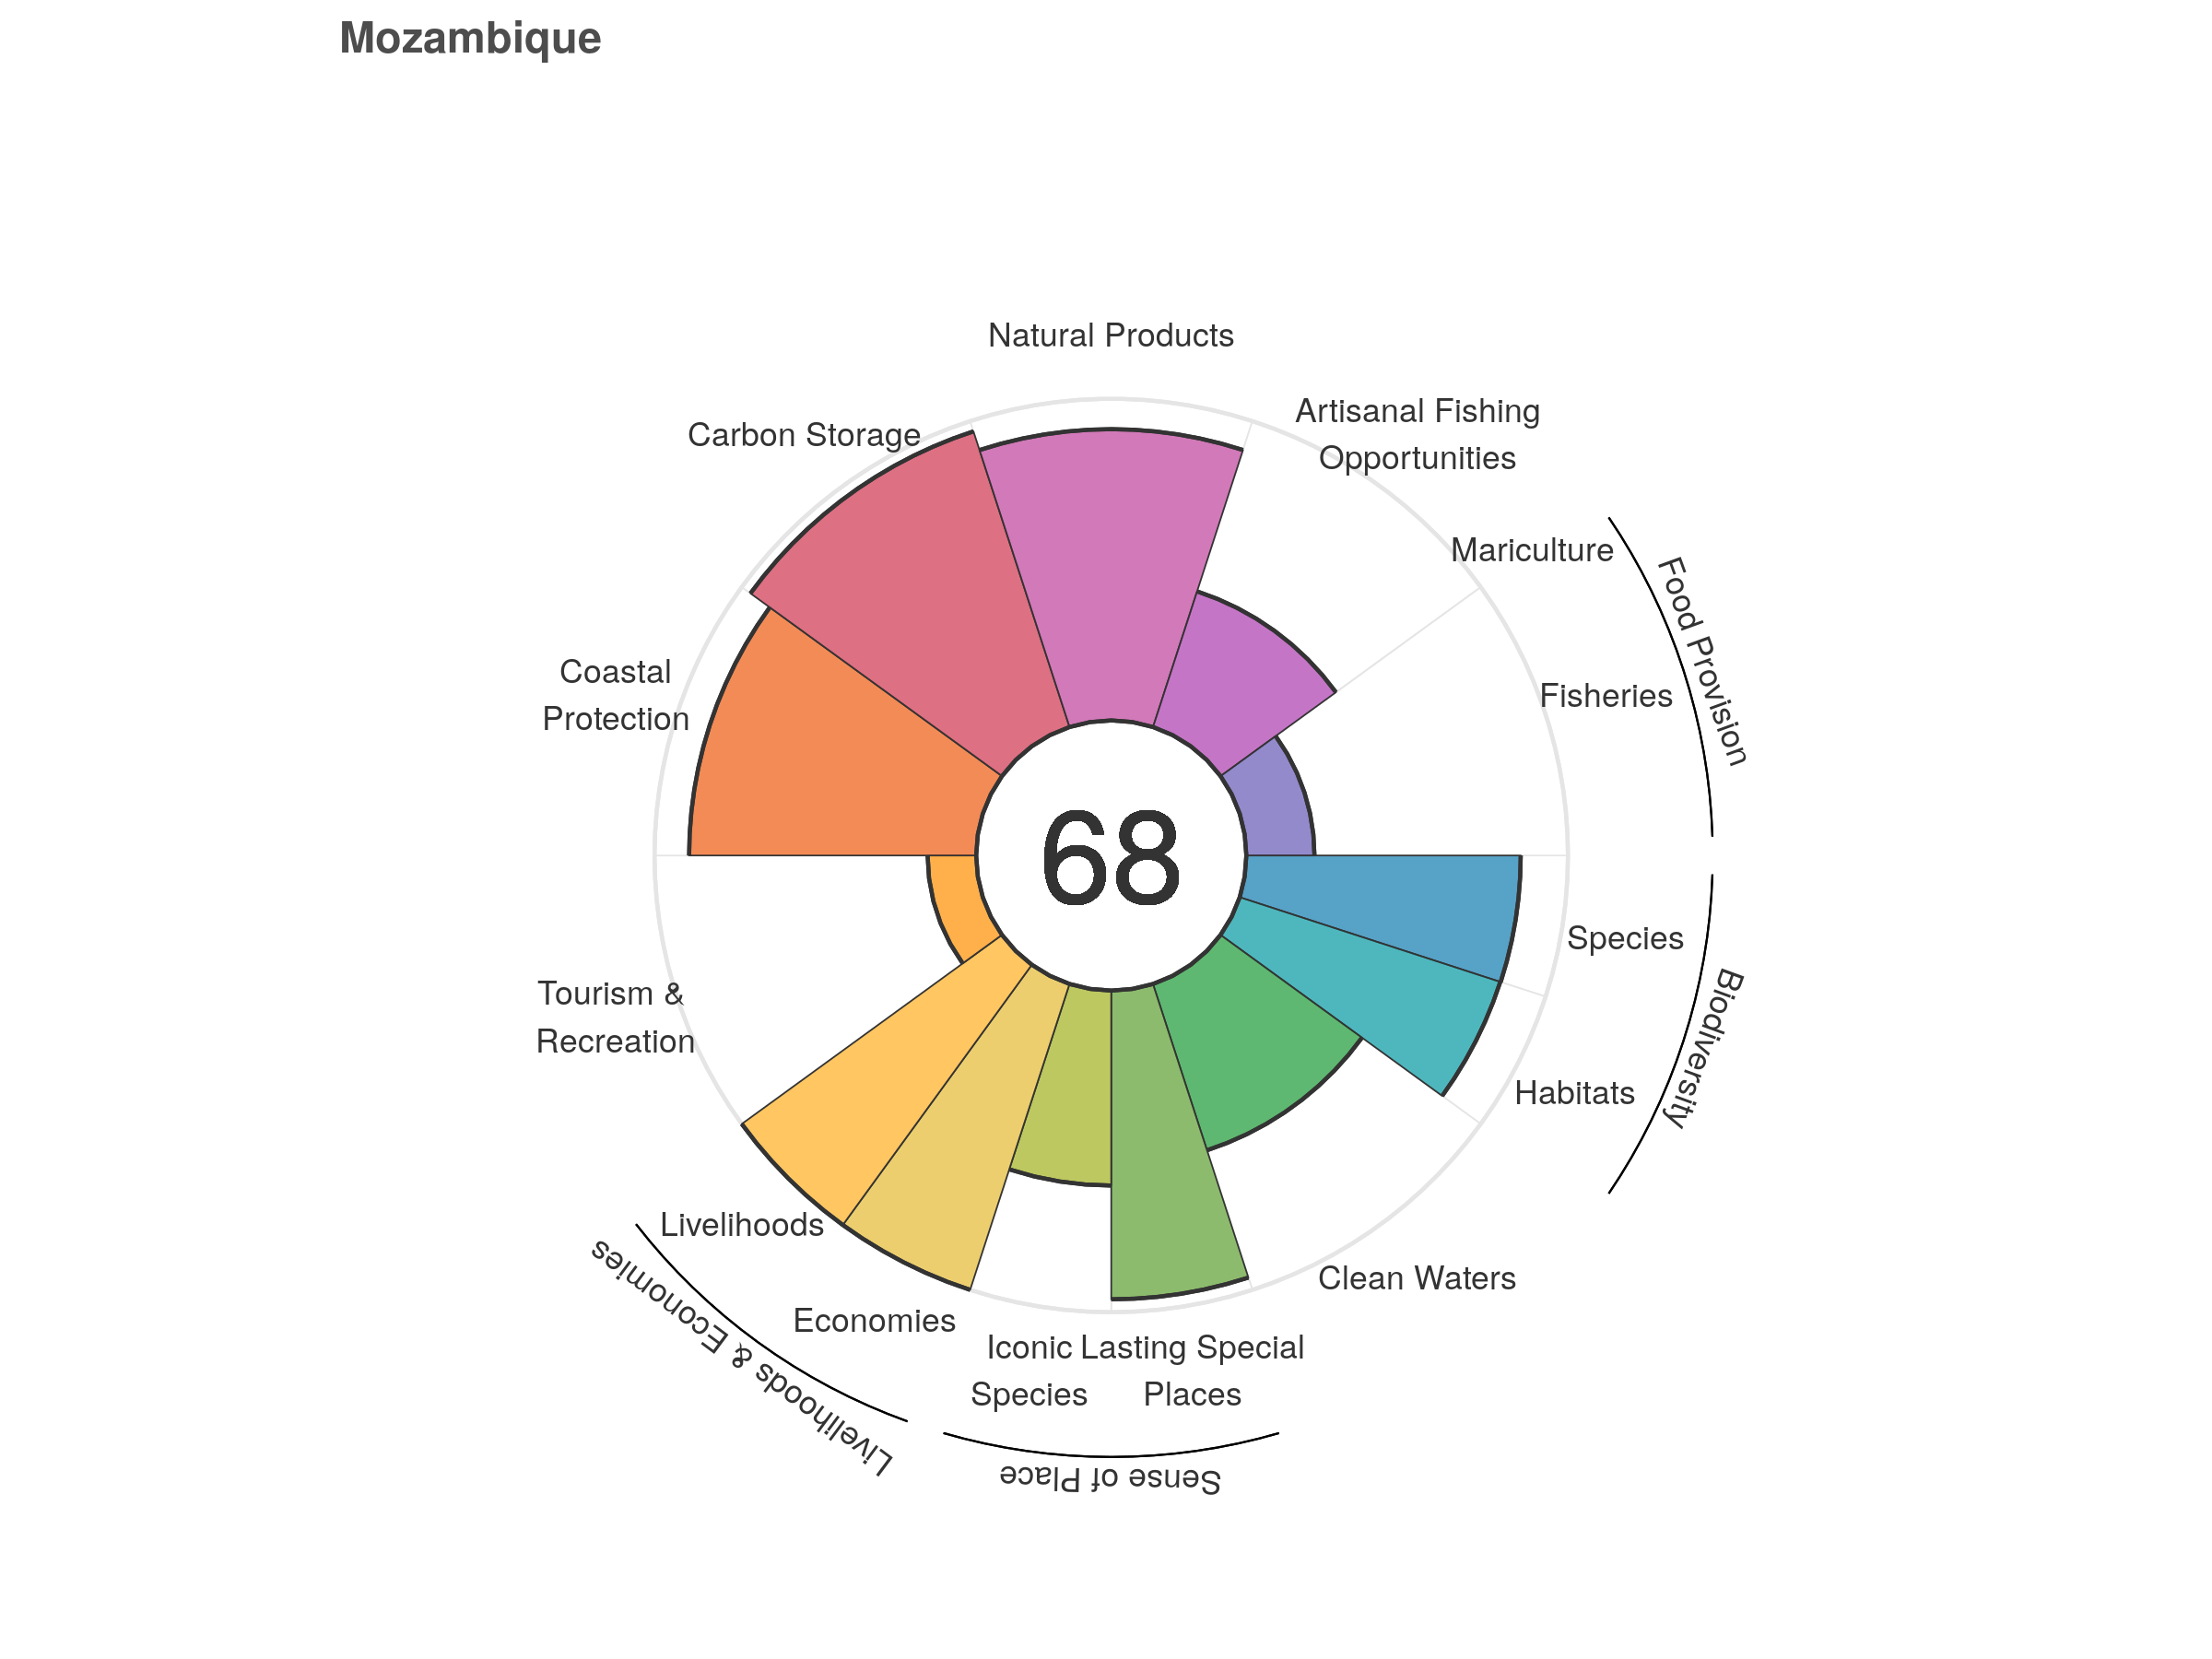 Mozambique
Natural Products
Artisanal Fishing
Opportunities
Carbon Storage
Mariculture
Food Provision
Coastal
Protection
Fisheries
68
Species
Biodiversity
Tourism &
Recreation
Habitats
Livelihoods
Clean Waters
Livelihoods & Economies
Economies
Iconic
Species
Lasting Special
Places
Sense of Place